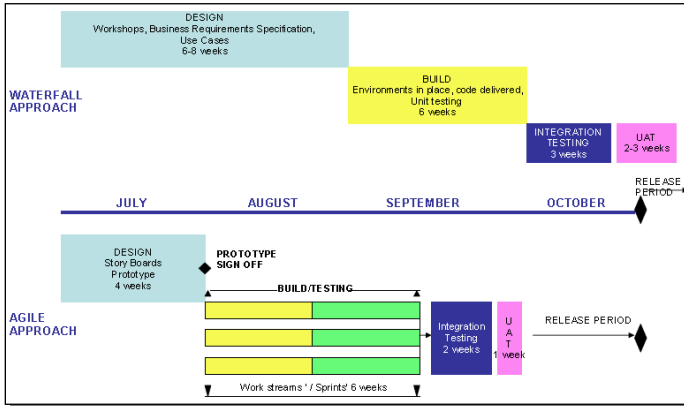 DESIGN
Workshops, Business Requirements Specification,
Use Cases
6-8 weeks
WATERFALL
APPROACH
BUILD
Environments in place, code delivered,
Unit testing
6 weeks
INTEGRATION
TESTING
3 weeks
UAT
2-3 weeks
RELEASE
PERIOD
JULY
AUGUST
SEPTEMBER
OCTOBER
DESIGN
Story Boards
Prototype
4 weeks
PROTOTYPE
SIGN OFF
BUILD/TESTING
AGILE
APPROACH
Integration
Testing
2 weeks
U
A
T
1 week
RELEASE PERIOD
Work streams ' / Sprints' 6 weeks